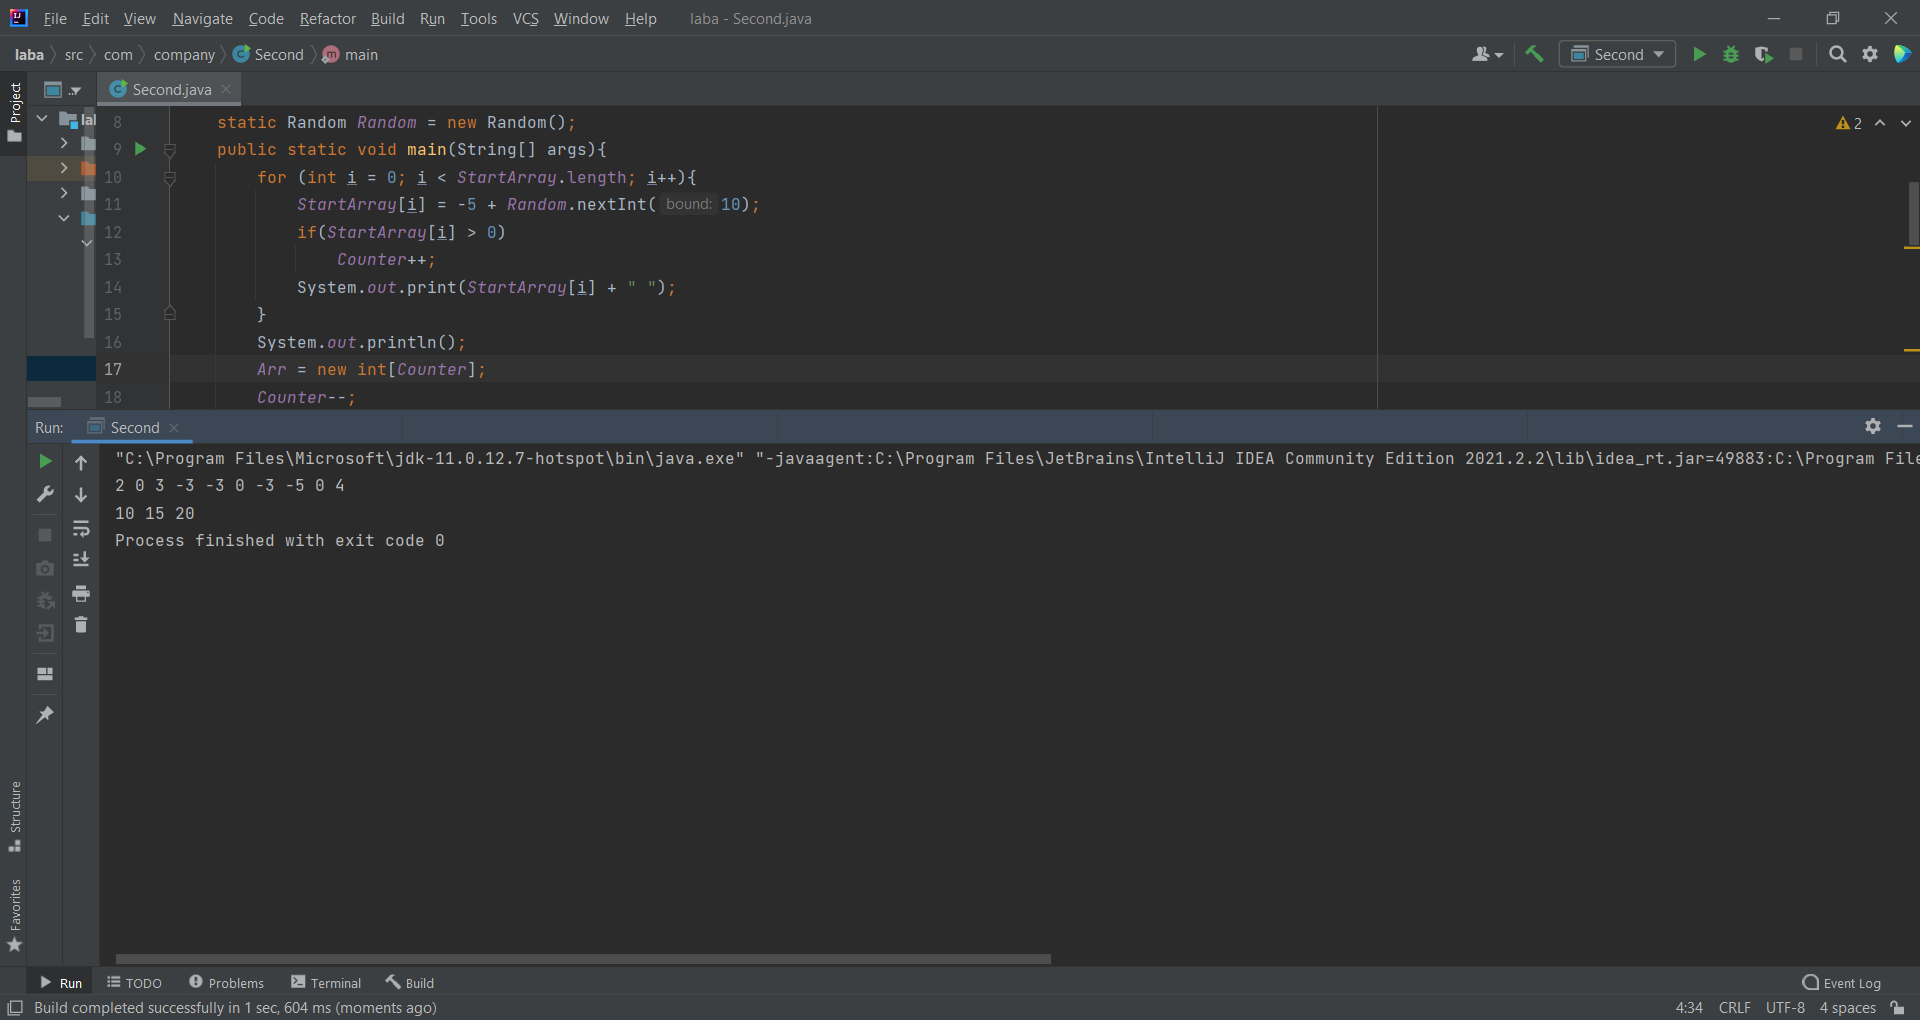 File Edit View Navigate Code Refactor Build Run Tools VCS Window Help laba - Second.java
laba src com company Second main Second
Project
Second.java
lab
8 static Random Random = new Random();
9 public static void main(String[] args){
10 for (int i = 0; i < StartArray.length; i++){
11 StartArray[i] = -5 + Random.nextInt( bound: 10);
12 if(StartArray[i] > 0)
13 Counter++;
14 System.out.print(StartArray[i] + " ");
15 }
16 System.out.println();
17 Arr = new int[Counter];
18 Counter--;
2
Run: Second
"C:\Program Files\Microsoft\jdk-11.0.12.7-hotspot\bin\java.exe" "-javaagent:C:\Program Files\JetBrains\IntelliJ IDEA Community Edition 2021.2.2\lib\idea_rt.jar=49883:C:\Program File
2 0 3 -3 -3 0 -3 -5 0 4
10 15 20
Process finished with exit code 0
Structure
Favorites
Run TODO Problems Terminal Build Event Log
Build completed successfully in 1 sec, 604 ms (moments ago) 4:34 CRLF UTF-8 4 spaces